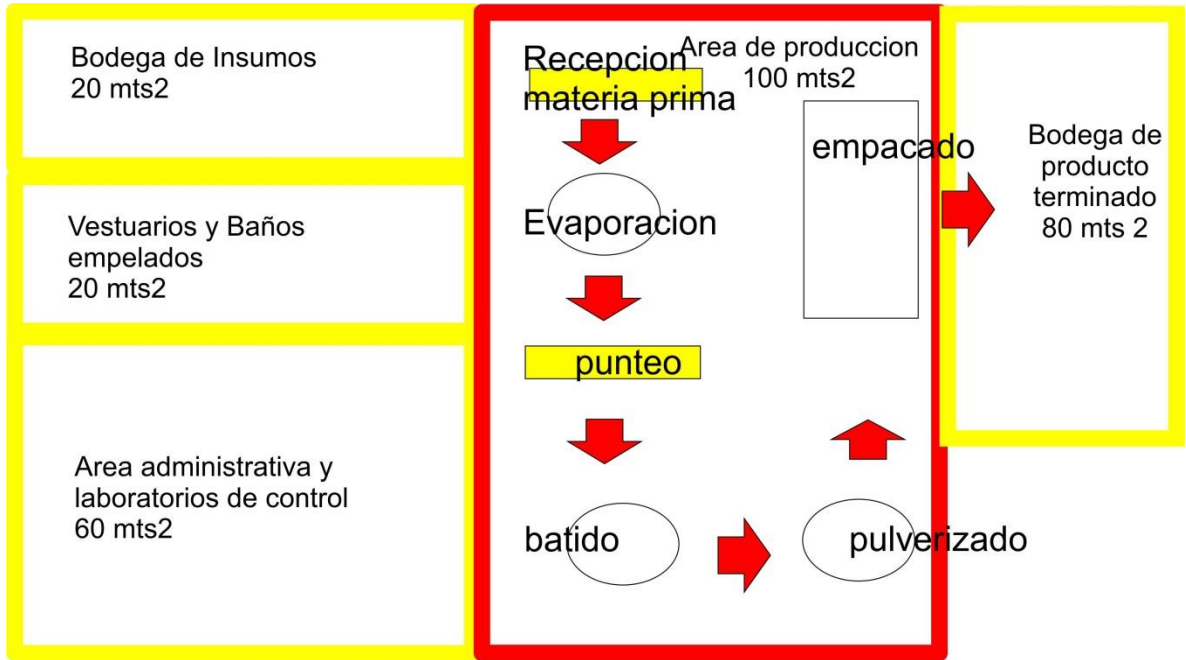 Bodega de Insumos
20 mts2
Vestuarios y Baños
empelados
20 mts2
Area administrativa y
laboratorios de control
60 mts2
Recepcion
materia prima
Area de produccion
100 mts2
Evaporacion
punteo
batido
pulverizado
empacado
Bodega de
producto
terminado
80 mts 2